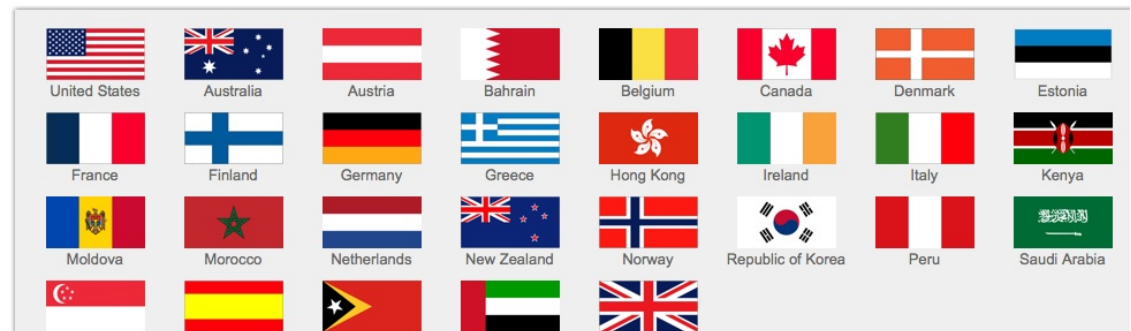 United States Australia Austria Bahrain Belgium Canada Denmark Estonia
France Finland Germany Greece Hong Kong Ireland Italy Kenya
Moldova Morocco Netherlands New Zealand Norway Republic of Korea Peru Saudi Arabia